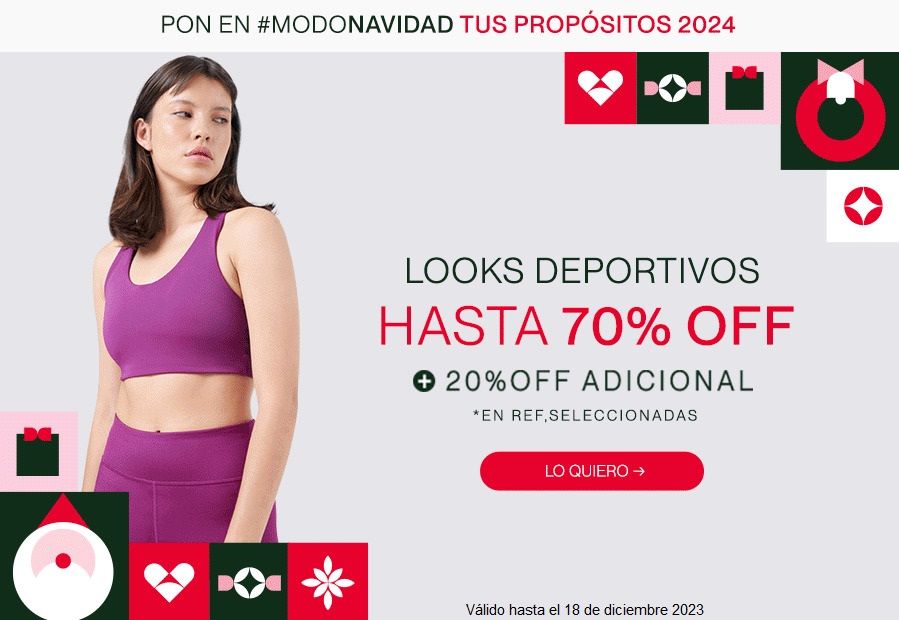 PON EN #MODONAVIDAD TUS PROPÓSITOS 2024
LOOKS DEPORTIVOS
HASTA 70% OFF
+ 20%OFF ADICIONAL
*EN REF,SELECCIONADAS
LO QUIERO →
Válido hasta el 18 de diciembre 2023